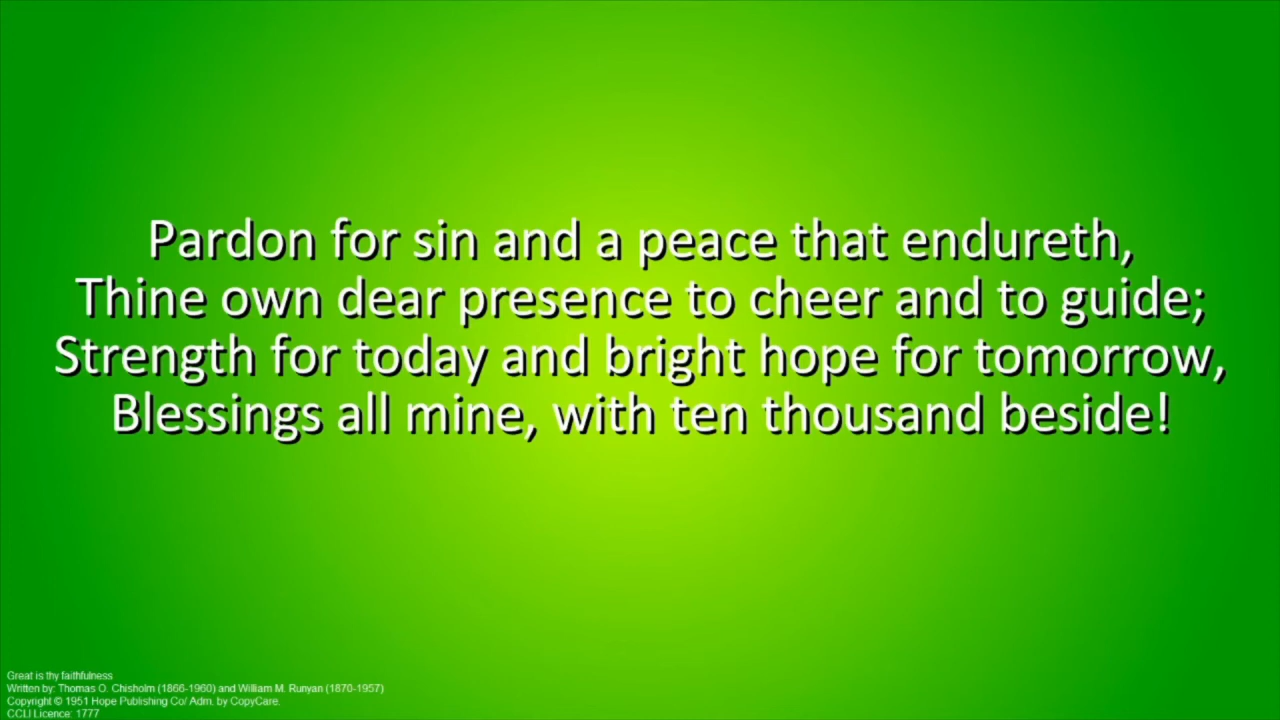 Pardon for sin and a peace that endureth,
Thine own dear presence to cheer and to guide;
Strength for today and bright hope for tomorrow,
Blessings all mine, with ten thousand beside!
Great is thy faithfulness
Written by: Thomas O. Chisholm (1866-1960) and William M. Runyan (1870-1957)
Copyright © 1951 Hope Publishing Co/ Adm. by CopyCare.
CCLI Licence: 1777